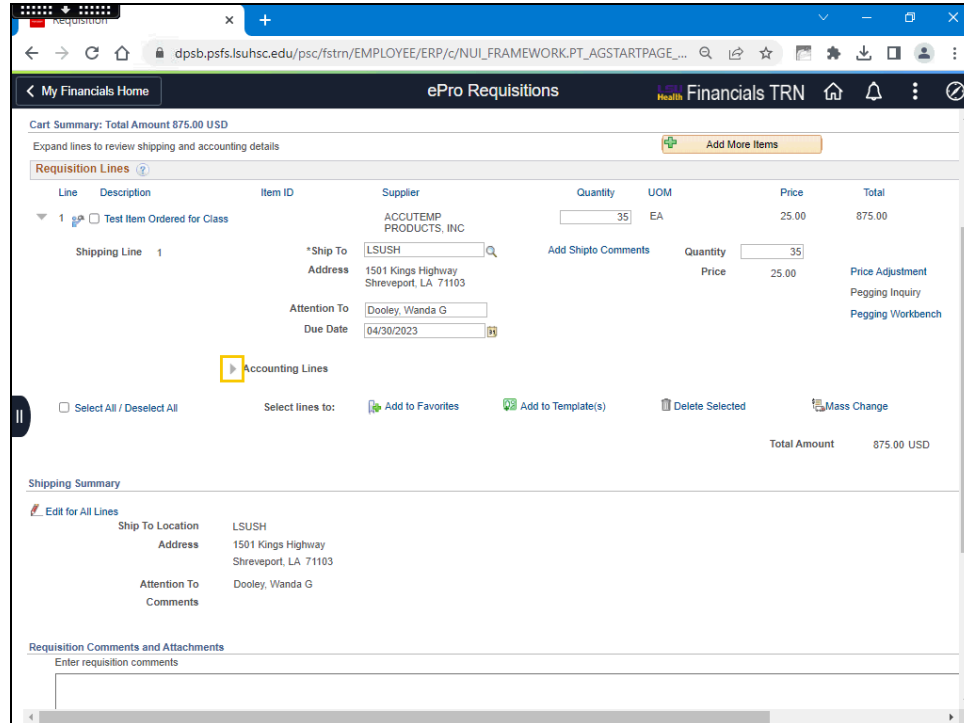 Requisition
dpsb.psfs.lsuhsc.edu/psc/fstrn/EMPLOYEE/ERP/c/NUI_FRAMEWORK.PT_AGSTARTPAGE_...
My Financials Home
ePro Requisitions
LSU Health Financials TRN
Cart Summary: Total Amount 875.00 USD
Expand lines to review shipping and accounting details
Add More Items
Requisition Lines ?
Line Description Item ID Supplier Quantity UOM Price Total
1 Test Item Ordered for Class ACCUTEMP PRODUCTS, INC 35 EA 25.00 875.00
Shipping Line 1 *Ship To LSUSH Add Shipto Comments Quantity 35
Address 1501 Kings Highway Price 25.00 Price Adjustment
Shreveport, LA 71103
Pegging Inquiry
Attention To Dooley, Wanda G Pegging Workbench
Due Date 04/30/2023 31
Accounting Lines
Select All / Deselect All Select lines to: Add to Favorites Add to Template(s) Delete Selected Mass Change
Total Amount 875.00 USD
Shipping Summary
Edit for All Lines
Ship To Location LSUSH
Address 1501 Kings Highway
Shreveport, LA 71103
Attention To Dooley, Wanda G
Comments
Requisition Comments and Attachments
Enter requisition comments